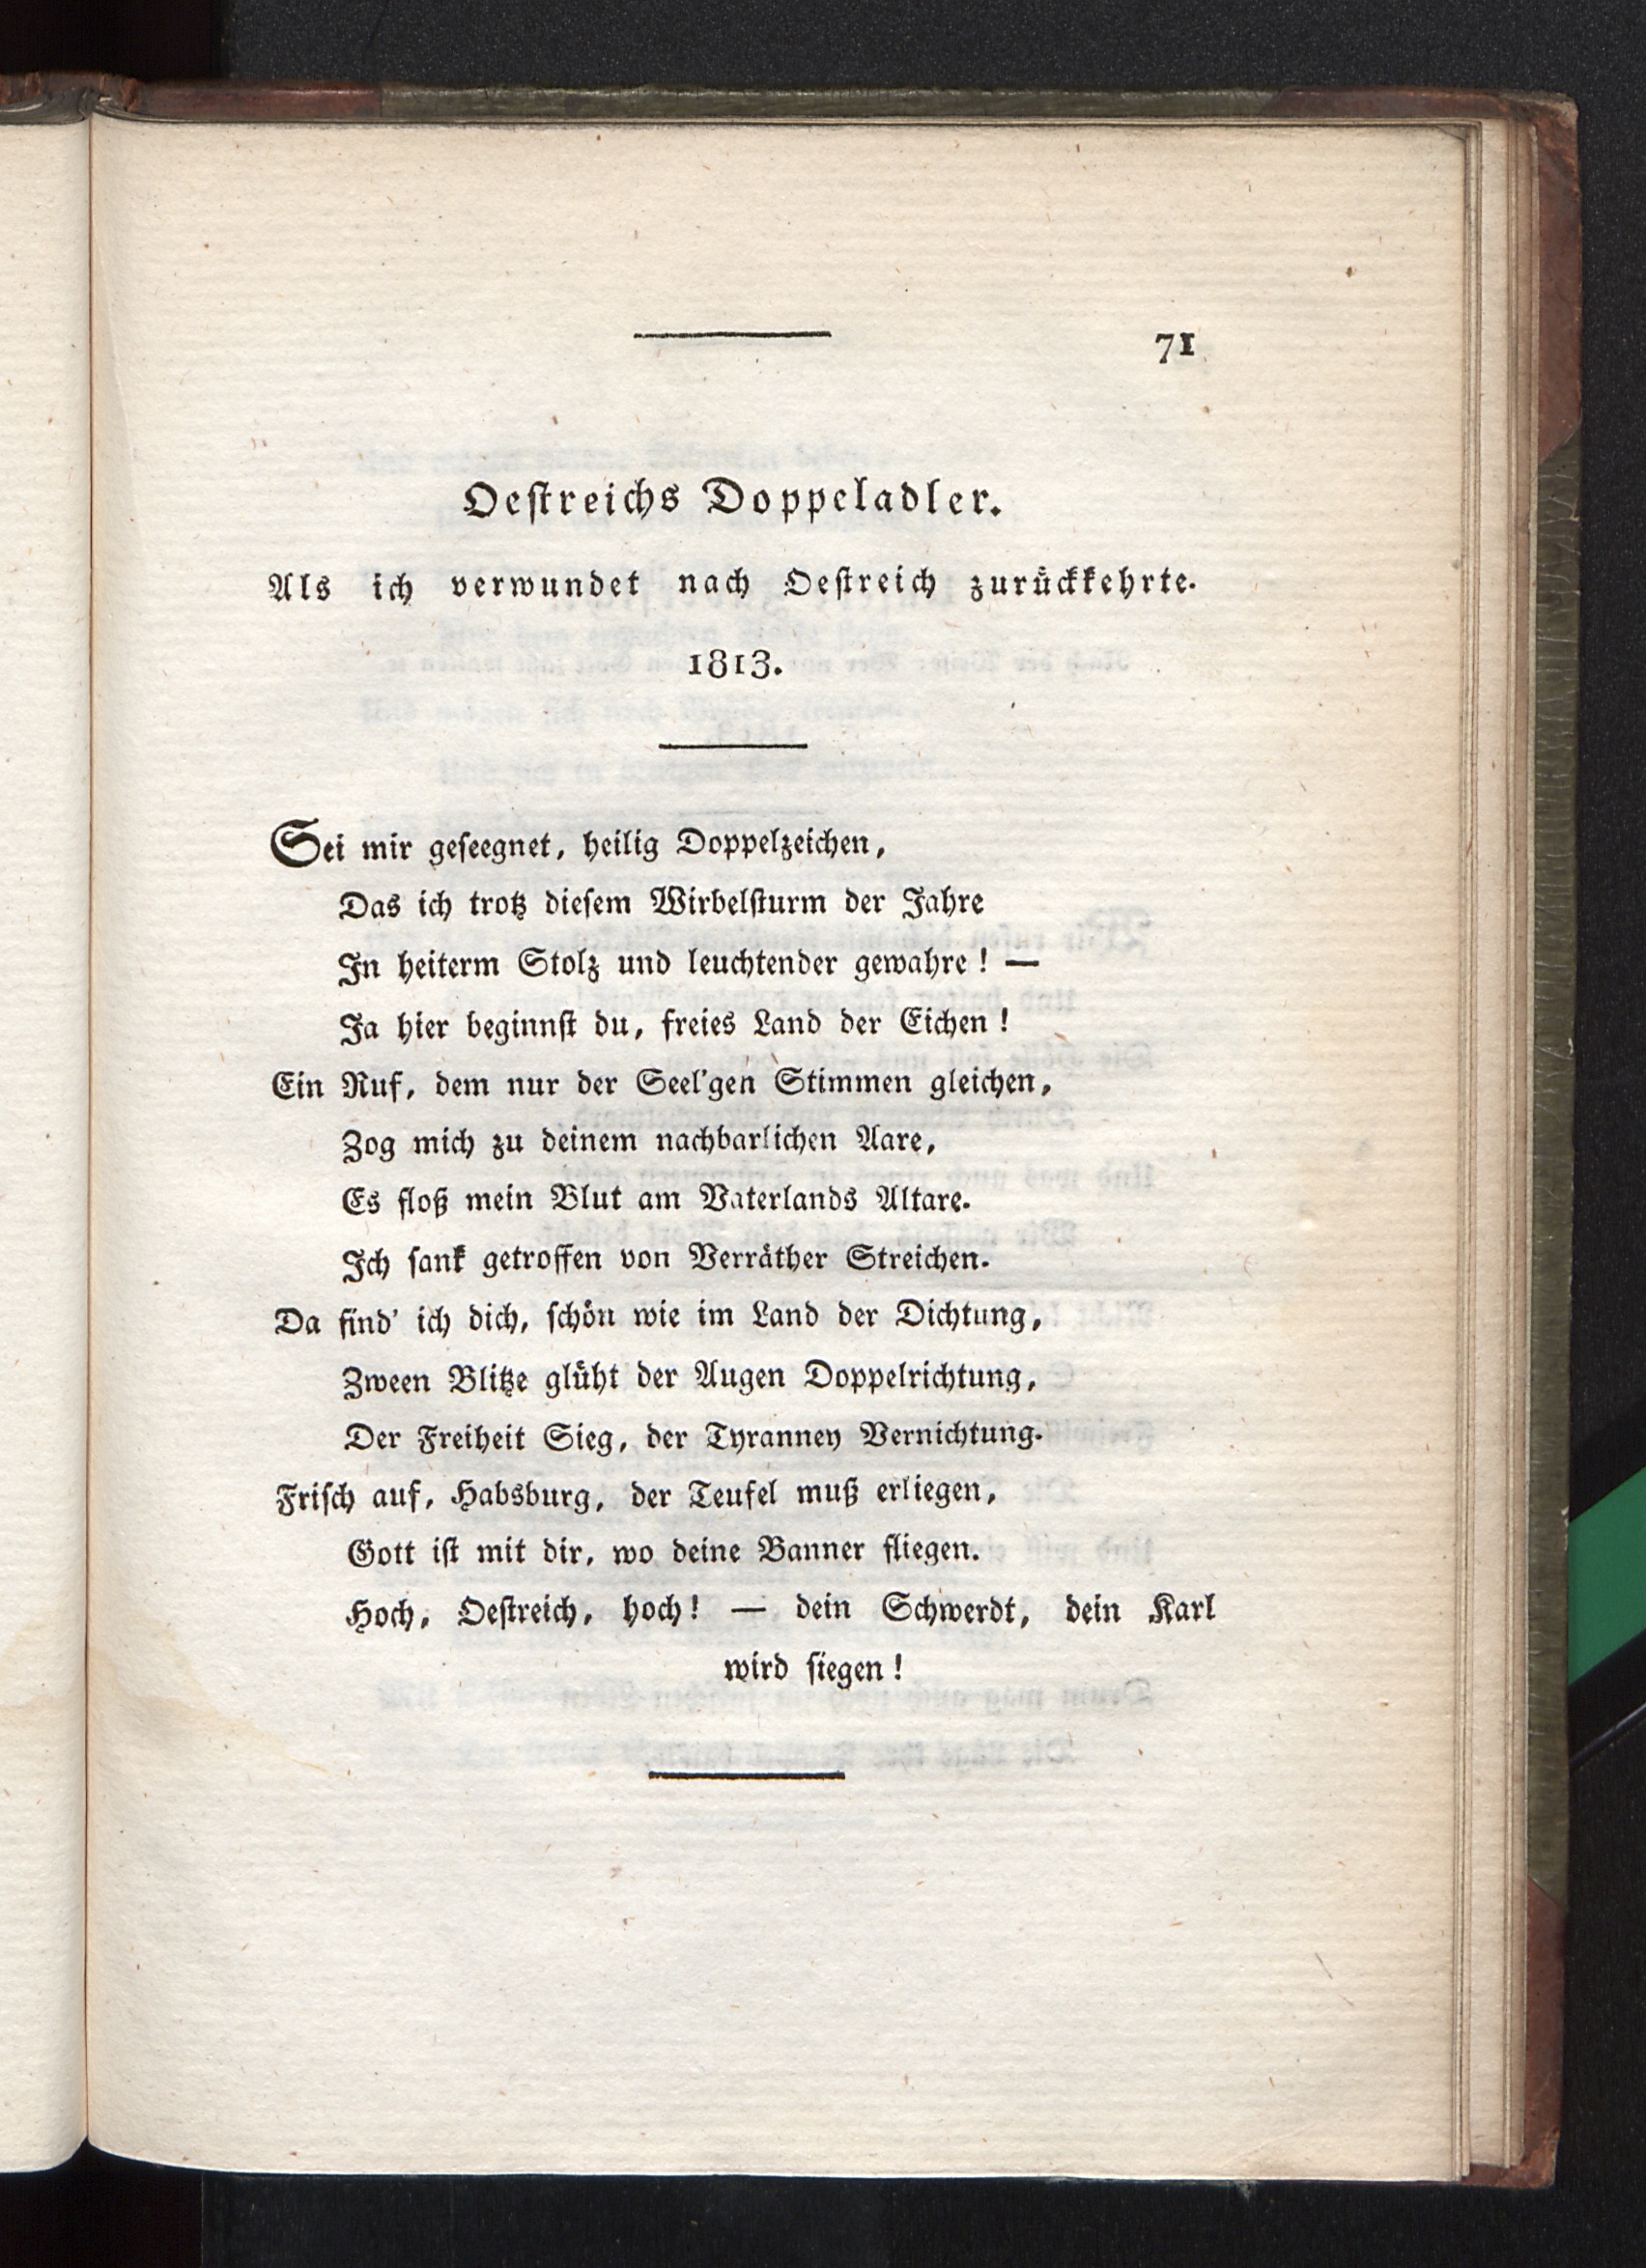 71
Oeſtreichs Doppeladler.
Als ich verwundet nach Oeſtreich zurückkehrte.
1813.
Sei mir geſeegnet, heilig Doppelzeichen,
Das ich trotz dieſem Wirbelſturm der Jahre
In heiterm Stolz und leuchtender gewahre! —
Ja hier beginnſt du, freies Land der Eichen!
Ein Ruf, dem nur der Seel'gen Stimmen gleichen,
Zog mich zu deinem nachbarlichen Aare,
Es floß mein Blut am Vaterlands Altare.
Ich ſank getroffen von Verräther Streichen.
Da find' ich dich, ſchön wie im Land der Dichtung,
Zween Blitze glüht der Augen Doppelrichtung,
Der Freiheit Sieg, der Tyranney Vernichtung.
Friſch auf, Habsburg, der Teufel muß erliegen,
Gott iſt mit dir, wo deine Banner fliegen.
Hoch, Oeſtreich, hoch! — dein Schwerdt, dein Karl
wird ſiegen!